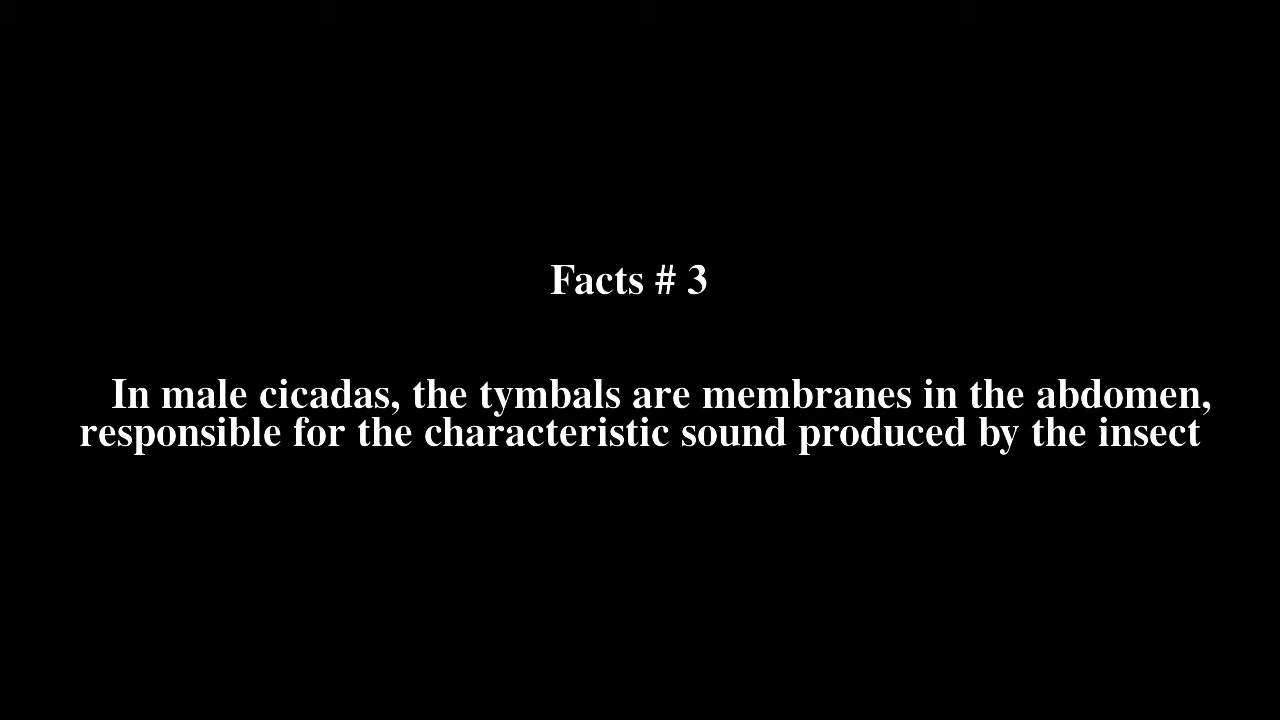 Facts # 3
In male cicadas, the tymbals are membranes in the abdomen,
responsible for the characteristic sound produced by the insect